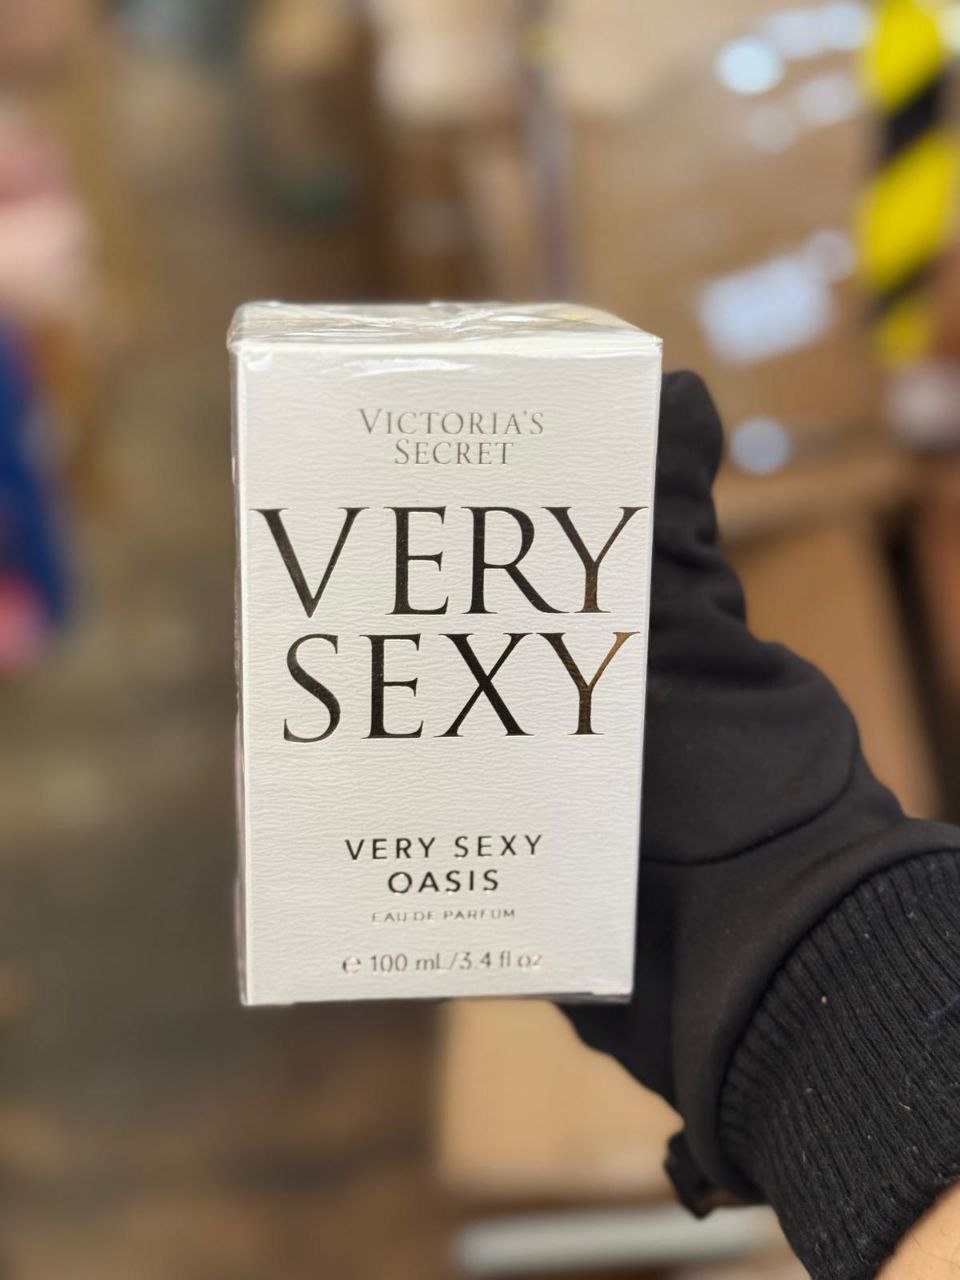 VICTORIA'S
SECRET
VERY
SEXY
VERY SEXY
OASIS
EAU DE PARFUM
℮ 100 mL/3.4 fl oz